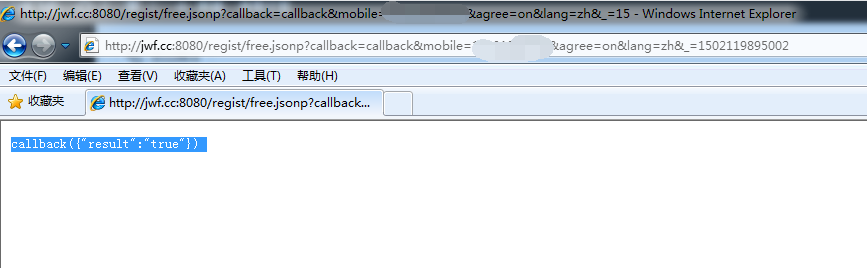 http://jwf.cc:8080/regist/free.jsonp?callback=callback&mobile= &agree=on&lang=zh&_=15 - Windows Internet Explorer
http://jwf.cc:8080/regist/free.jsonp?callback=callback&mobile= &agree=on&lang=zh&_=1502119895002
文件(F) 编辑(E) 查看(V) 收藏夹(A) 工具(T) 帮助(H)
收藏夹 http://jwf.cc:8080/regist/free.jsonp?callback...
callback({"result":"true"})